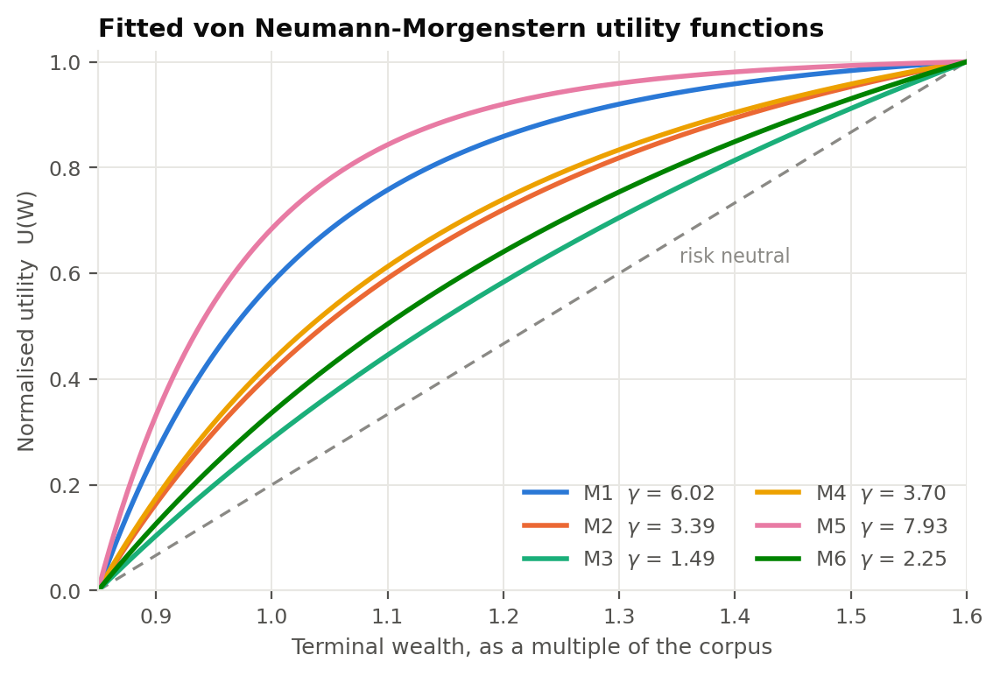 Fitted von Neumann-Morgenstern utility functions
Normalised utility U(W)
1.0
0.8
0.6
0.4
0.2
0.0
risk neutral
M1 γ = 6.02
M2 γ = 3.39
M3 γ = 1.49
M4 γ = 3.70
M5 γ = 7.93
M6 γ = 2.25
0.9 1.0 1.1 1.2 1.3 1.4 1.5 1.6
Terminal wealth, as a multiple of the corpus